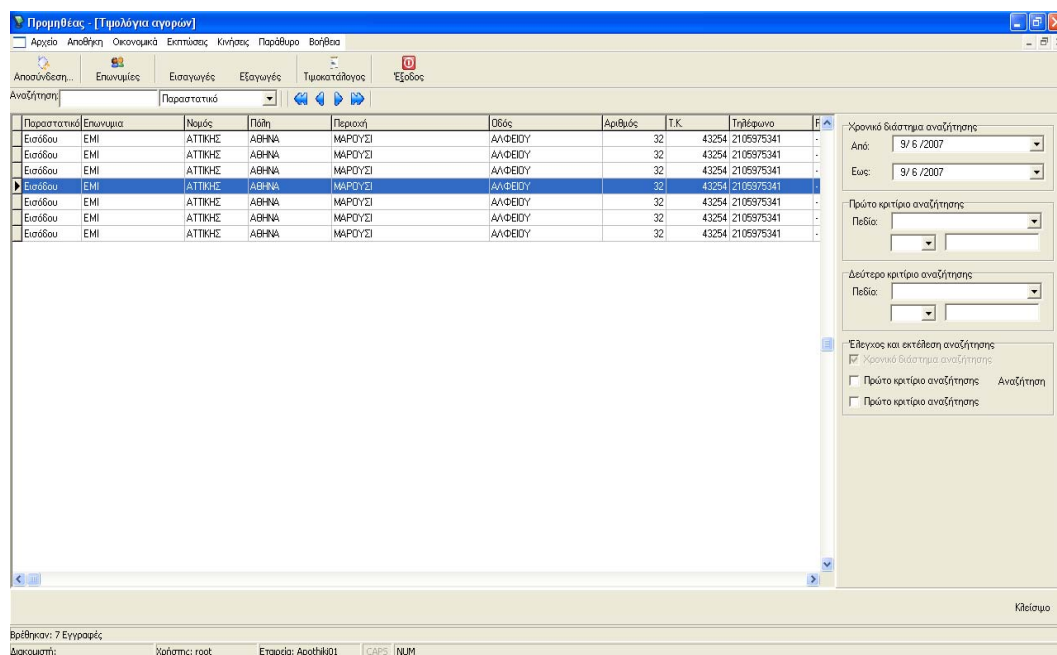 Προμηθέας - [Τιμολόγια αγορών]
Αρχείο Αποθήκη Οικονομικά Εκπτώσεις Κινήσεις Παράθυρο Βοήθεια
Αποσύνδεση... Επωνυμίες Εισαγωγές Εξαγωγές Τιμοκατάλογος Έξοδος
Αναζήτηση: Παραστατικό
Παραστατικό Επωνυμια Νομός Πόλη Περιοχή Οδός Αριθμός Τ.Κ. Τηλέφωνο F
Εισόδου EMI ΑΤΤΙΚΗΣ ΑΘΗΝΑ ΜΑΡΟΥΣΙ ΑΛΦΕΙΟΥ 32 43254 2105975341 -
Εισόδου EMI ΑΤΤΙΚΗΣ ΑΘΗΝΑ ΜΑΡΟΥΣΙ ΑΛΦΕΙΟΥ 32 43254 2105975341 -
Εισόδου EMI ΑΤΤΙΚΗΣ ΑΘΗΝΑ ΜΑΡΟΥΣΙ ΑΛΦΕΙΟΥ 32 43254 2105975341 -
Εισόδου EMI ΑΤΤΙΚΗΣ ΑΘΗΝΑ ΜΑΡΟΥΣΙ ΑΛΦΕΙΟΥ 32 43254 2105975341 -
Εισόδου EMI ΑΤΤΙΚΗΣ ΑΘΗΝΑ ΜΑΡΟΥΣΙ ΑΛΦΕΙΟΥ 32 43254 2105975341 -
Εισόδου EMI ΑΤΤΙΚΗΣ ΑΘΗΝΑ ΜΑΡΟΥΣΙ ΑΛΦΕΙΟΥ 32 43254 2105975341 -
Εισόδου EMI ΑΤΤΙΚΗΣ ΑΘΗΝΑ ΜΑΡΟΥΣΙ ΑΛΦΕΙΟΥ 32 43254 2105975341 -
Χρονικό διάστημα αναζήτησης
Από: 9/ 6 /2007
Εως: 9/ 6 /2007
Πρώτο κριτίριο αναζήτησης
Πεδίο:
Δεύτερο κριτίριο αναζήτησης
Πεδίο:
Έλεγχος και εκτέλεση αναζήτησης
Χρονικό διάστημα αναζήτησης
Πρώτο κριτίριο αναζήτησης Αναζήτηση
Πρώτο κριτίριο αναζήτησης
Κλείσιμο
Βρέθηκαν: 7 Εγγραφές
Διακομιστή: Χρήστης: root Εταιρεία: Apothiki01 CAPS NUM